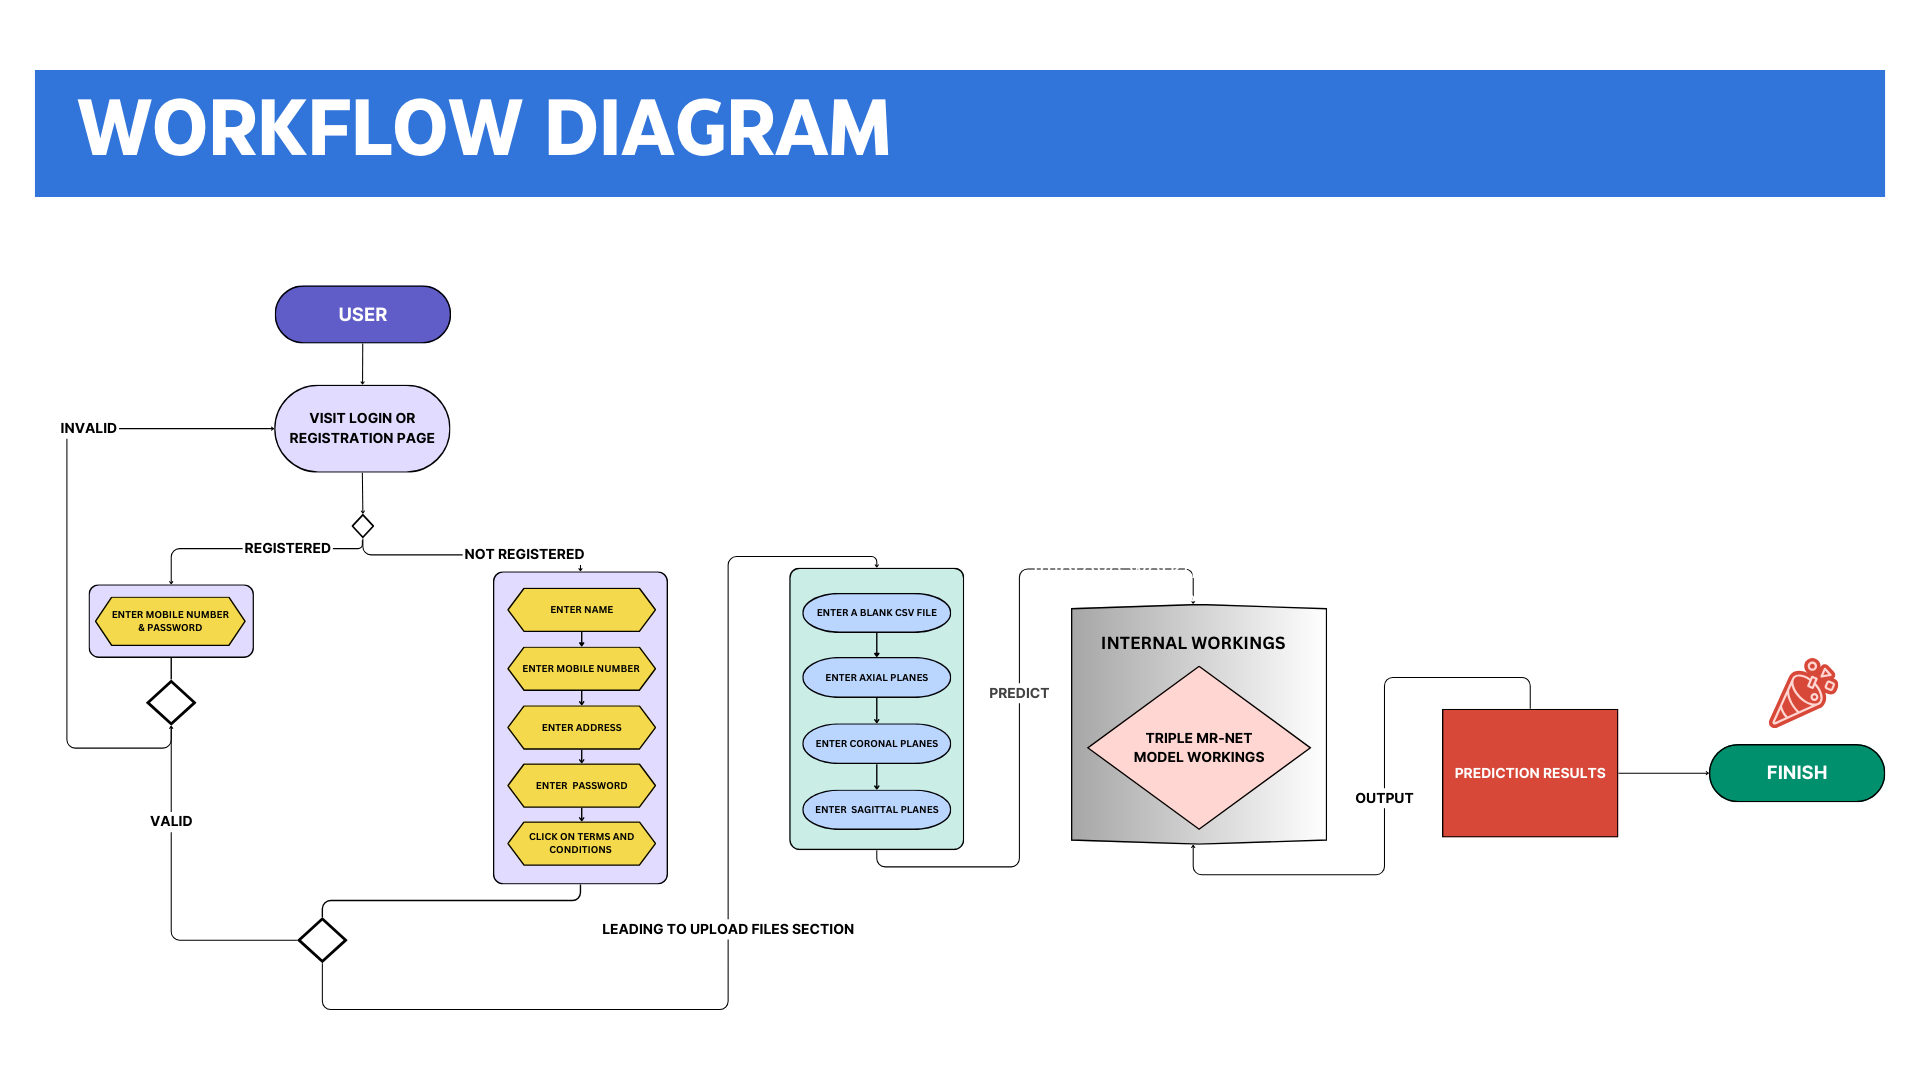 WORKFLOW DIAGRAM
USER
VISIT LOGIN OR
REGISTRATION PAGE
INVALID
REGISTERED
NOT REGISTERED
ENTER MOBILE NUMBER
& PASSWORD
VALID
ENTER NAME
ENTER MOBILE NUMBER
ENTER ADDRESS
ENTER PASSWORD
CLICK ON TERMS AND
CONDITIONS
LEADING TO UPLOAD FILES SECTION
ENTER A BLANK CSV FILE
ENTER AXIAL PLANES
ENTER CORONAL PLANES
ENTER SAGITTAL PLANES
PREDICT
INTERNAL WORKINGS
TRIPLE MR-NET
MODEL WORKINGS
OUTPUT
PREDICTION RESULTS
FINISH